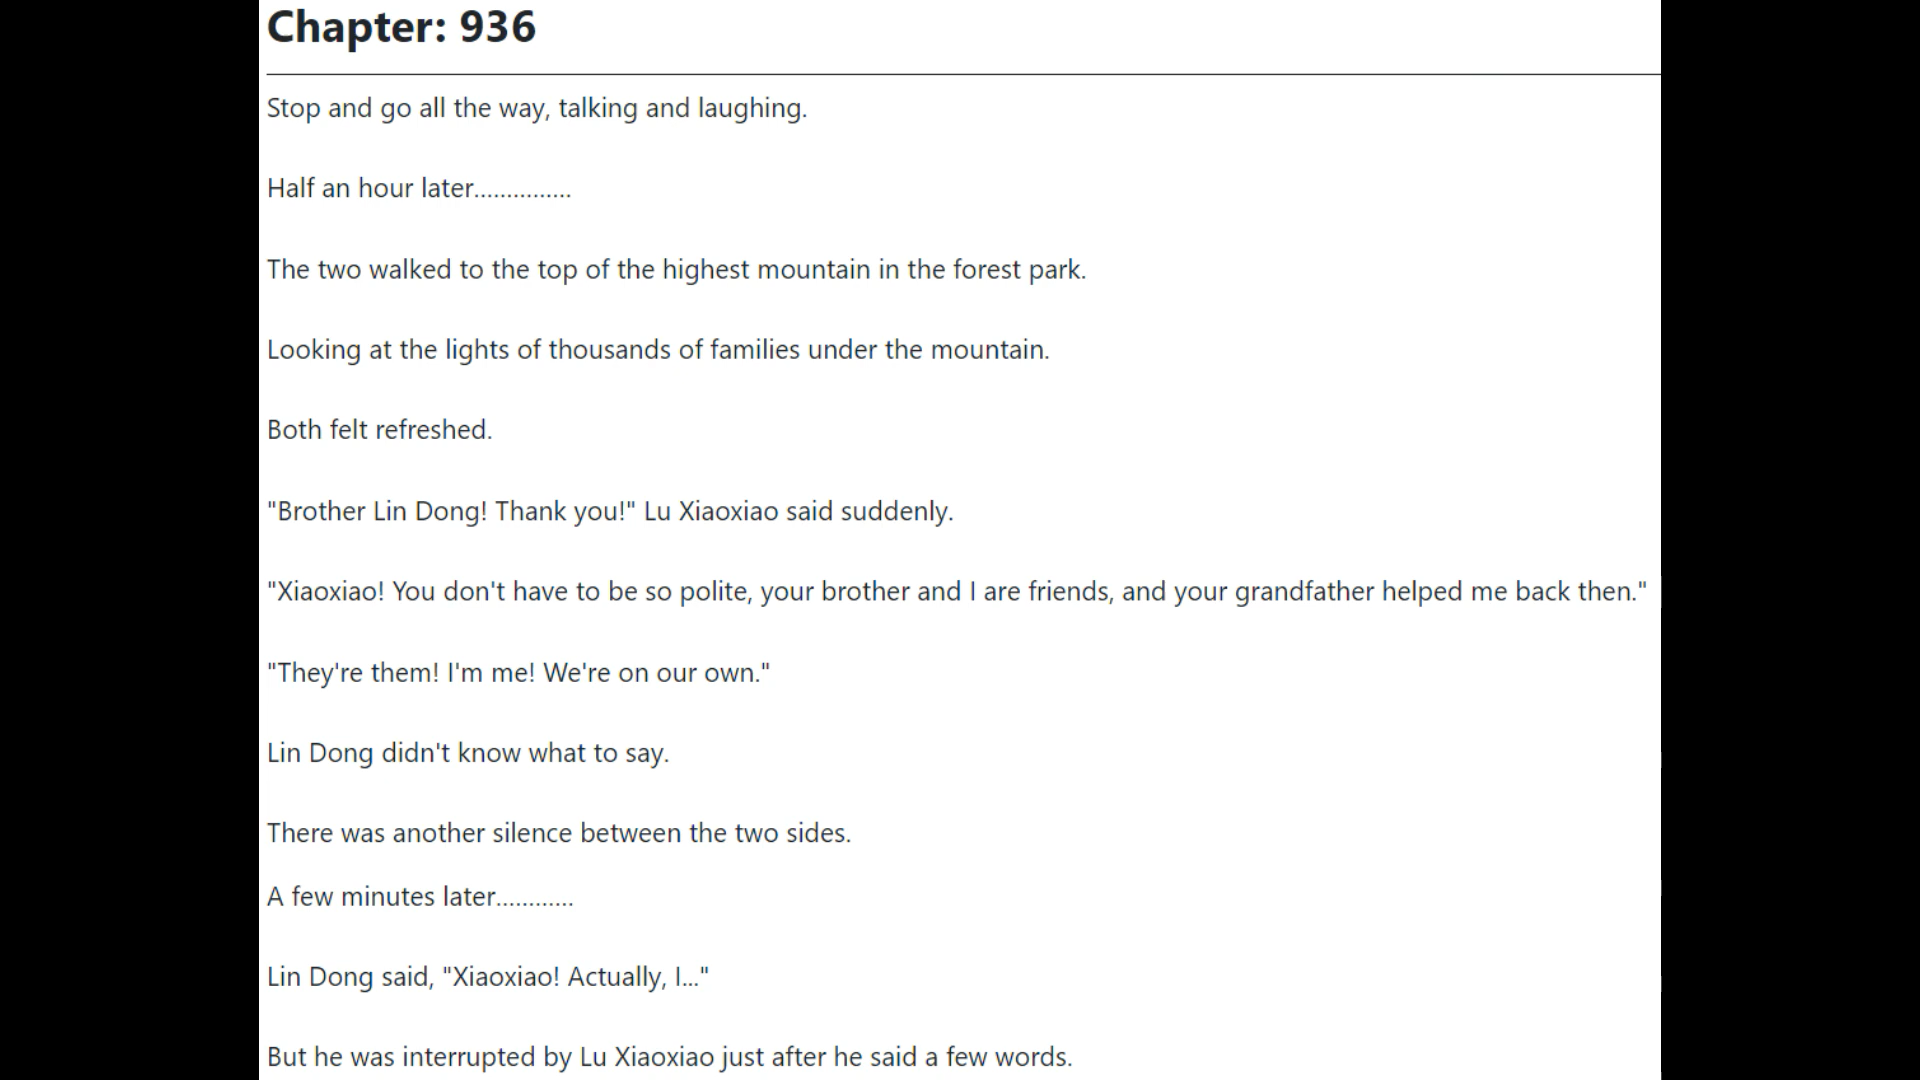 Chapter: 936
Stop and go all the way, talking and laughing.
Half an hour later...............
The two walked to the top of the highest mountain in the forest park.
Looking at the lights of thousands of families under the mountain.
Both felt refreshed.
"Brother Lin Dong! Thank you!" Lu Xiaoxiao said suddenly.
"Xiaoxiao! You don't have to be so polite, your brother and I are friends, and your grandfather helped me back then."
"They're them! I'm me! We're on our own."
Lin Dong didn't know what to say.
There was another silence between the two sides.
A few minutes later............
Lin Dong said, "Xiaoxiao! Actually, I..."
But he was interrupted by Lu Xiaoxiao just after he said a few words.